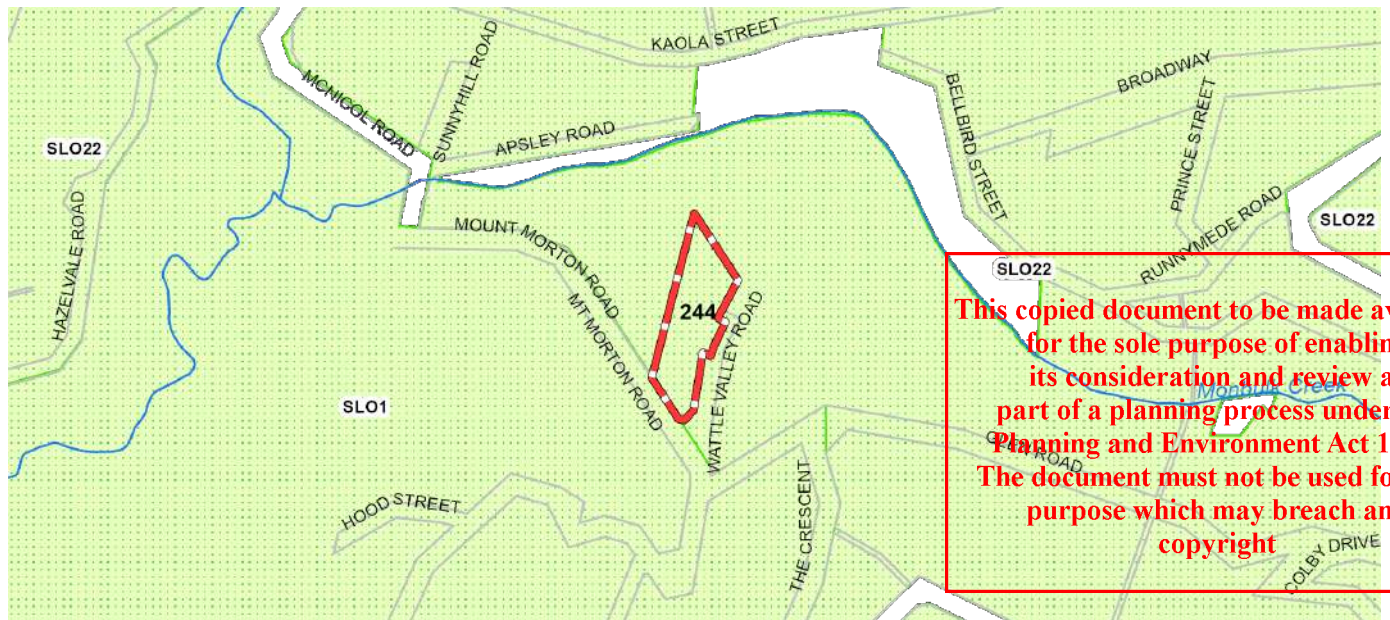 KAOLA STREET
SUNNYHILL ROAD
MCNICOL ROAD
BROADWAY
BELLBIRD STREET
PRINCE STREET
APSLEY ROAD
SLO22
HAZELVALE ROAD
MOUNT MORTON ROAD
RUNNYMEDE ROAD
SLO22
SLO22
244
MT MORTON ROAD
WATTLE VALLEY ROAD
SLO1
HOOD STREET
THE CRESCENT
GLEN ROAD
Monbulk Creek
COLBY DRIVE
This copied document to be made av
for the sole purpose of enablin
its consideration and review a
part of a planning process under
Planning and Environment Act 1
The document must not be used fo
purpose which may breach an
copyright